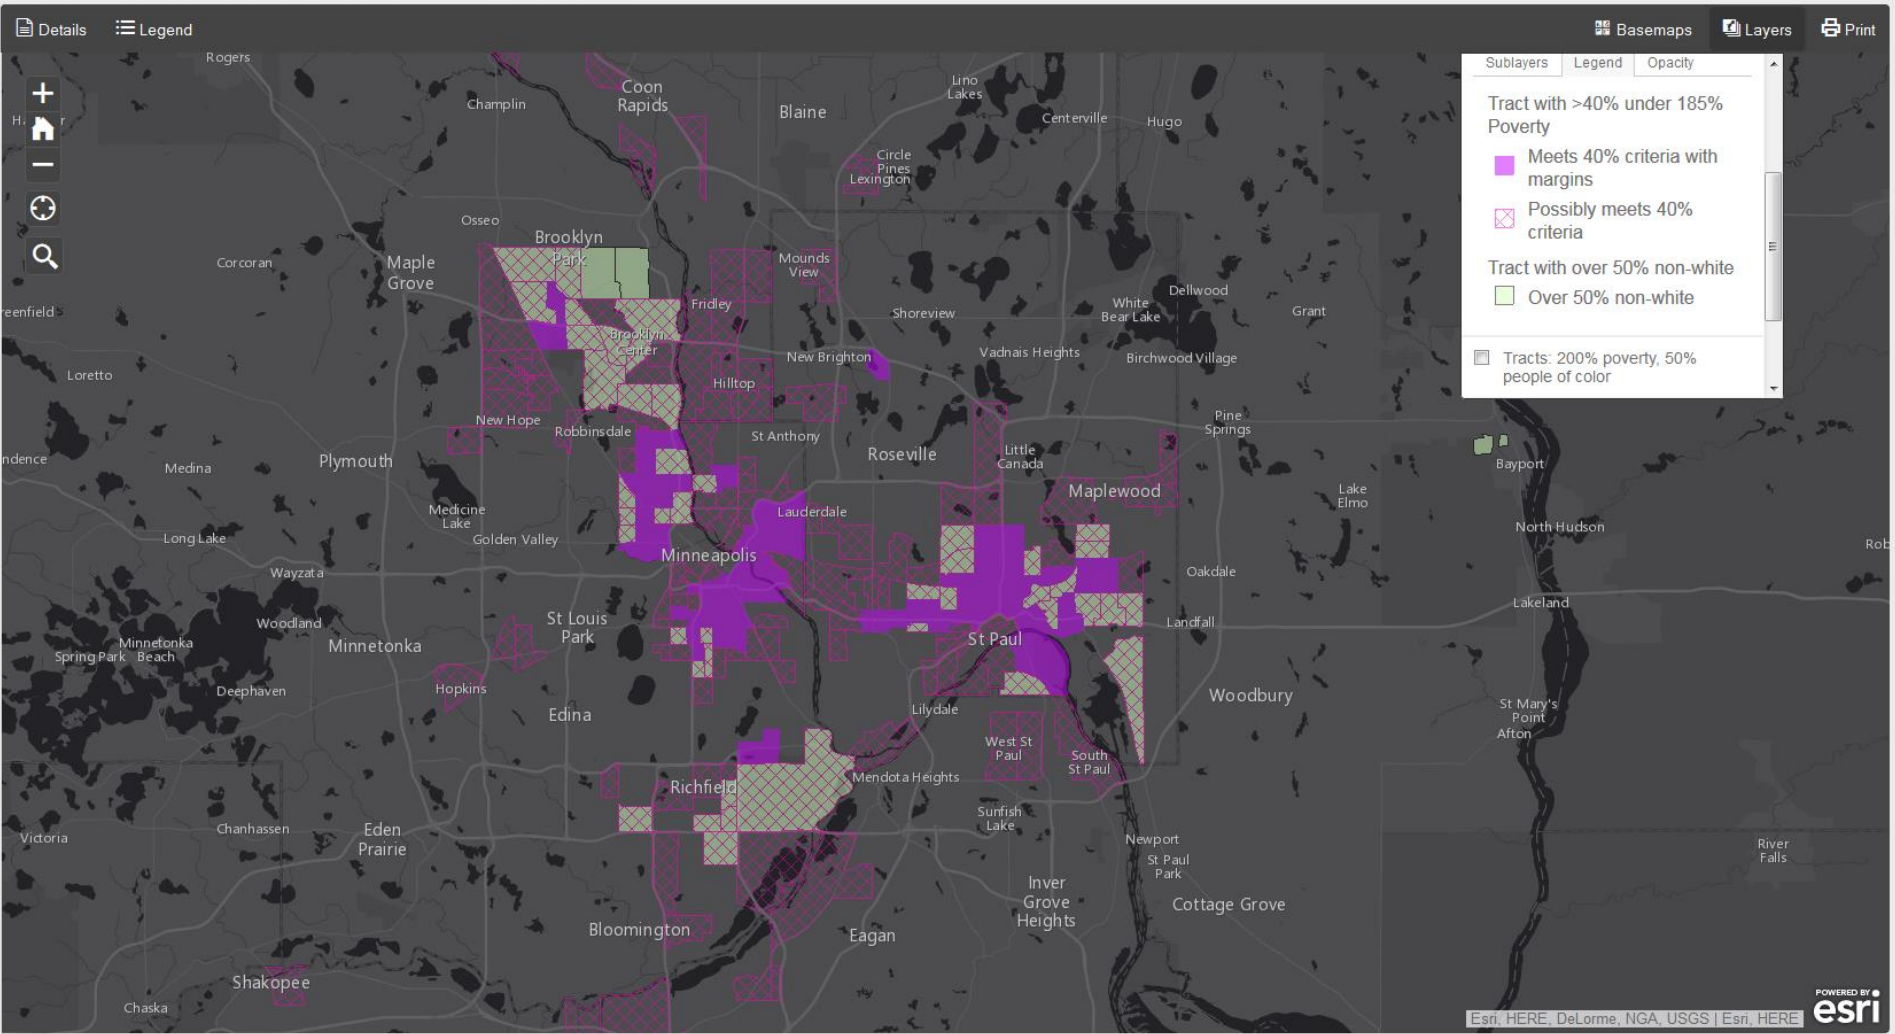 Details
Legend
Basemaps
Layers
Print
Sublayers
Legend
Opacity
Tract with >40% under 185%
Poverty
Meets 40% criteria with
margins
Possibly meets 40%
criteria
Tract with over 50% non-white
Over 50% non-white
Tracts: 200% poverty, 50%
people of color
Rogers
Champlin
Coon
Rapids
Blaine
Lino
Lakes
Centerville
Hugo
Circle
Pines
Lexington
Osseo
Brooklyn
Park
Corcoran
Maple
Grove
Mounds
View
Dellwood
White
Bear Lake
Grant
reenfield
Fridley
Shoreview
Brooklyn
Center
New Brighton
Vadnais Heights
Birchwood Village
Loretto
Hilltop
New Hope
Robbinsdale
St Anthony
Pine
Springs
ndence
Medina
Plymouth
Roseville
Little
Canada
Bayport
Maplewood
Lake
Elmo
Medicine
Lake
Lauderdale
Long Lake
Golden Valley
North Hudson
Rob
Minneapolis
Wayzata
Oakdale
Lakeland
Woodland
St Louis
Park
Landfall
Minnetonka
Beach
Spring Park
Minnetonka
St Paul
Deephaven
Hopkins
Woodbury
Edina
Lilydale
St Mary's
Point
Afton
West St
Paul
South
St Paul
Richfield
Mendota Heights
Sunfish
Lake
Victoria
Chanhassen
Eden
Prairie
Newport
St Paul
Park
River
Falls
Inver
Grove
Heights
Cottage Grove
Bloomington
Eagan
Shakopee
Chaska
POWERED BY
esri
Esri, HERE, DeLorme, NGA, USGS | Esri, HERE